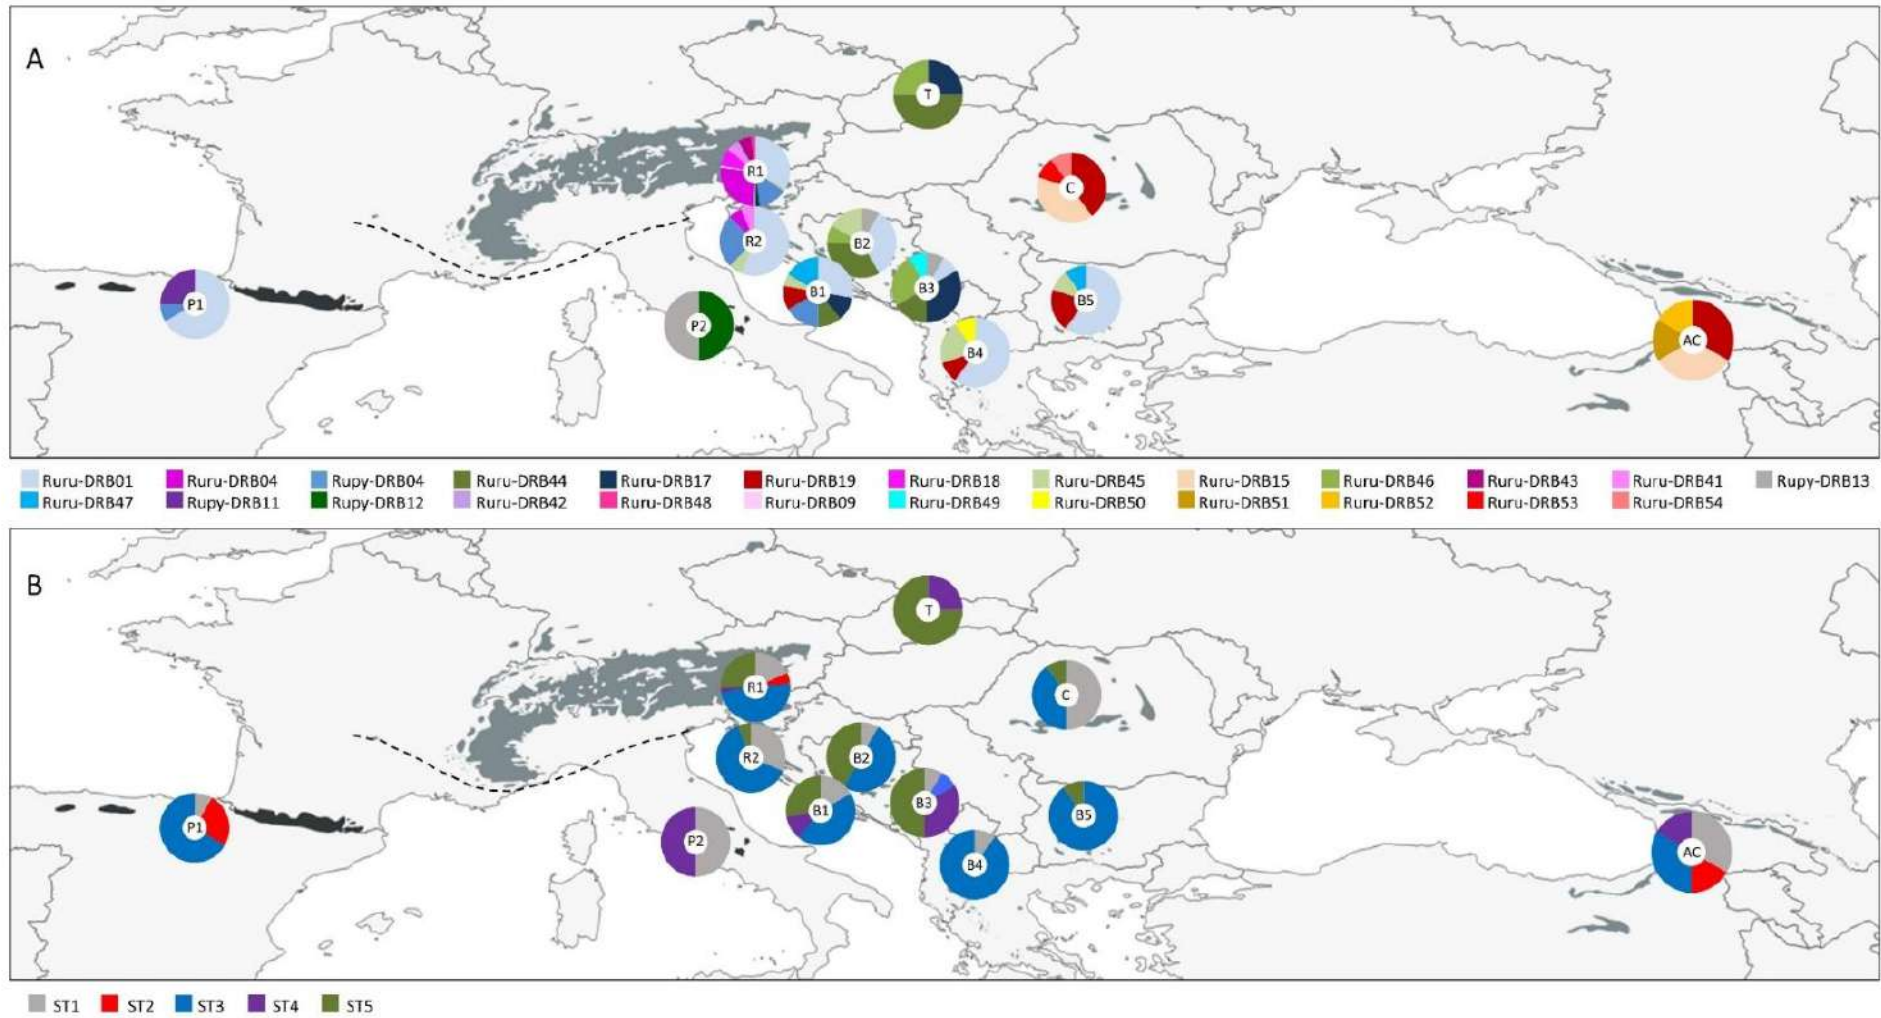 A
T
R1
C
R2
B2
B3
B1
B5
P1
P2
B4
AC
Ruru-DRB01 Ruru-DRB04 Rupy-DRB04 Ruru-DRB44 Ruru-DRB17 Ruru-DRB19 Ruru-DRB18 Ruru-DRB45 Ruru-DRB15 Ruru-DRB46 Ruru-DRB43 Ruru-DRB41 Rupy-DRB13
Ruru-DRB47 Rupy-DRB11 Rupy-DRB12 Ruru-DRB42 Ruru-DRB48 Ruru-DRB09 Ruru-DRB49 Ruru-DRB50 Ruru-DRB51 Ruru-DRB52 Ruru-DRB53 Ruru-DRB54
B
T
R1
C
R2
B2
B3
B1
B5
P1
P2
B4
AC
ST1 ST2 ST3 ST4 ST5